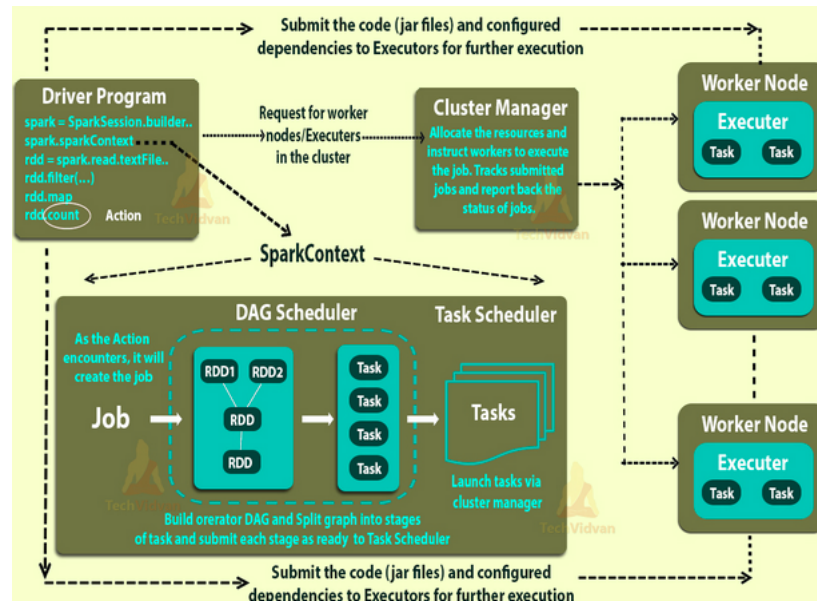 Submit the code (jar files) and configured
dependencies to Executors for further execution
Driver Program
spark = SparkSession.builder..
spark.sparkContext
rdd = spark.read.textFile..
rdd.filter(...)
rdd.map
rdd.count
Action
TechVidvan
Request for worker
nodes/Executers
in the cluster
Cluster Manager
Allocate the resources and
instruct workers to execute
the job. Tracks submitted
jobs and report back the
status of jobs.
TechVidvan
Worker Node
Executer
Task Task
Worker Node
Executer
Task Task
Worker Node
Executer
Task Task
SparkContext
DAG Scheduler
Task Scheduler
As the Action
encounters, it will
create the job
Job
RDD1 RDD2
RDD
RDD
Task
Task
Task
Task
Tasks
Launch tasks via
cluster manager
TechVidvan
TechVidvan
Build orerator DAG and Split graph into stages
of task and submit each stage as ready to Task Scheduler
Submit the code (jar files) and configured
dependencies to Executors for further execution